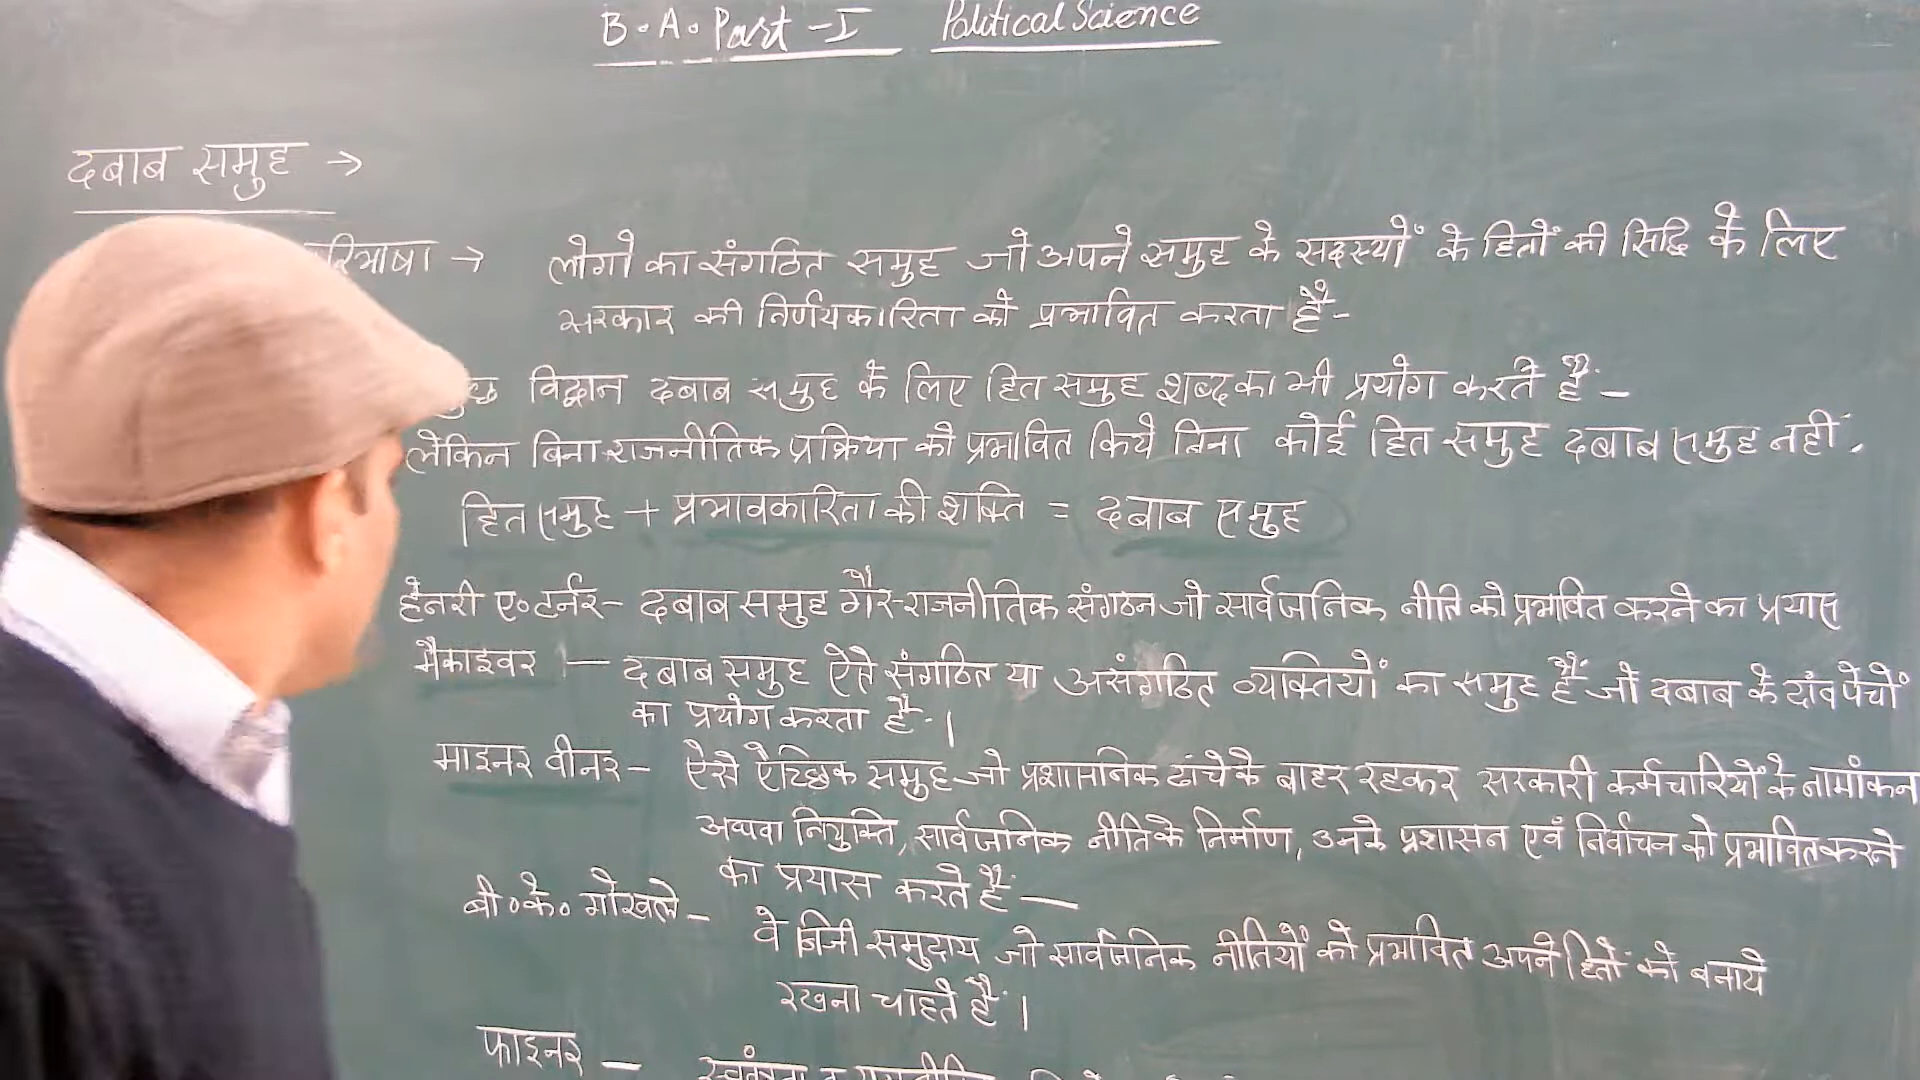 B.A. Part -I Political Science
दबाब समुह →
रिभाषा → लोगो का संगठित समुह जो अपने समुह के सदस्यों के हितों की सिद्दि के लिए
सरकार की निर्णयकारिता को प्रभावित करता है-
विद्वान दबाब समुह के लिए हित समुह शब्द का भी प्रयोग करते हैं -
लेकिन बिना राजनीतिक प्रक्रिया को प्रभावित किये बिना कोई हित समुह दबाब समुह नहीं.
हित समुह + प्रभावकारिता की शक्ति = दबाब समुह
हेनरी ए० टर्नर- दबाब समुह गैर-राजनीतिक संगठन जो सार्वजनिक नीति को प्रभावित करने का प्रयास
मैकाइवर - दबाब समुह ऐसे संगठित या असंगठित व्यक्तियों का समुह हैं जो दबाब के दांव पेचों
का प्रयोग करता हैं।
माइनर वीनर- ऐसे ऐच्छिक समुह जो प्रशासनिक ढांचे के बाहर रहकर सरकारी कर्मचारियों के नामांकन
अथवा नियुक्ति, सार्वजनिक नीति के निर्माण, उनके प्रशासन एवं निर्वाचन को प्रभावित करने
का प्रयास करते हैं —
बी० के० गोखले- वे निजी समुदाय जो सार्वजनिक नीतियों को प्रभावित अपने हितों को बनाये
रखना चाहते हैं।
फाइनर -